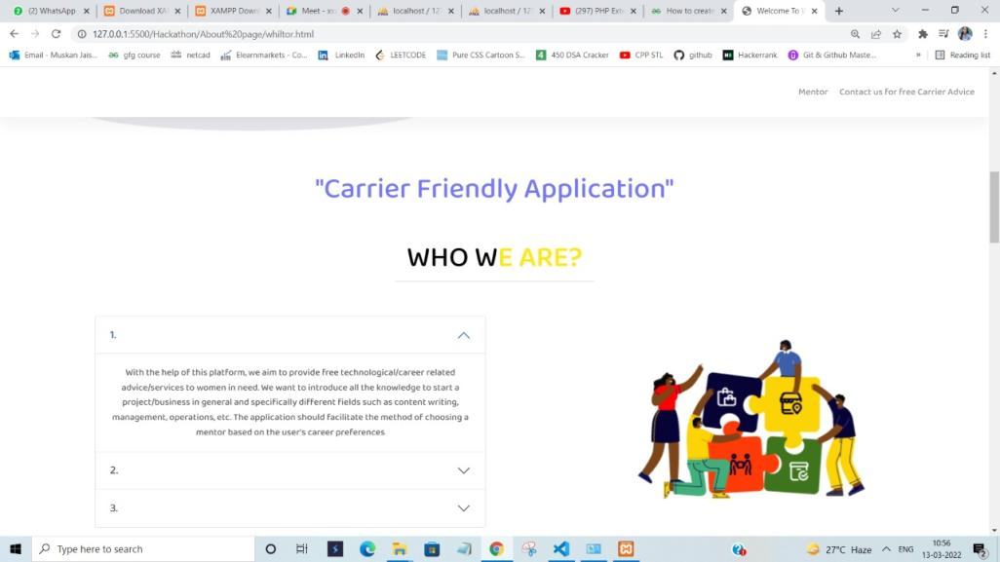 (2) WhatsApp
Download XA
XAMPP Down
Meet - xx
localhost / 127
localhost / 127
(297) PHP Exte
How to create
Welcome To W
127.0.0.1:5500/Hackathon/About%20page/whiltor.html
Email - Muskan Jais...
gfg course
netcad
Elearnmarkets - Co...
LinkedIn
LEETCODE
Pure CSS Cartoon S...
450 DSA Cracker
CPP STL
github
Hackerrank
Git & Github Maste...
»
Reading list
Mentor
Contact us for free Carrier Advice
"Carrier Friendly Application"
WHO WE ARE?
1.
With the help of this platform, we aim to provide free technological/career related
advice/services to women in need. We want to introduce all the knowledge to start a
project/business in general and specifically different fields such as content writing,
management, operations, etc. The application should facilitate the method of choosing a
mentor based on the user's career preferences
2.
3.
Type here to search
27°C Haze
ENG
10:56
13-03-2022
2